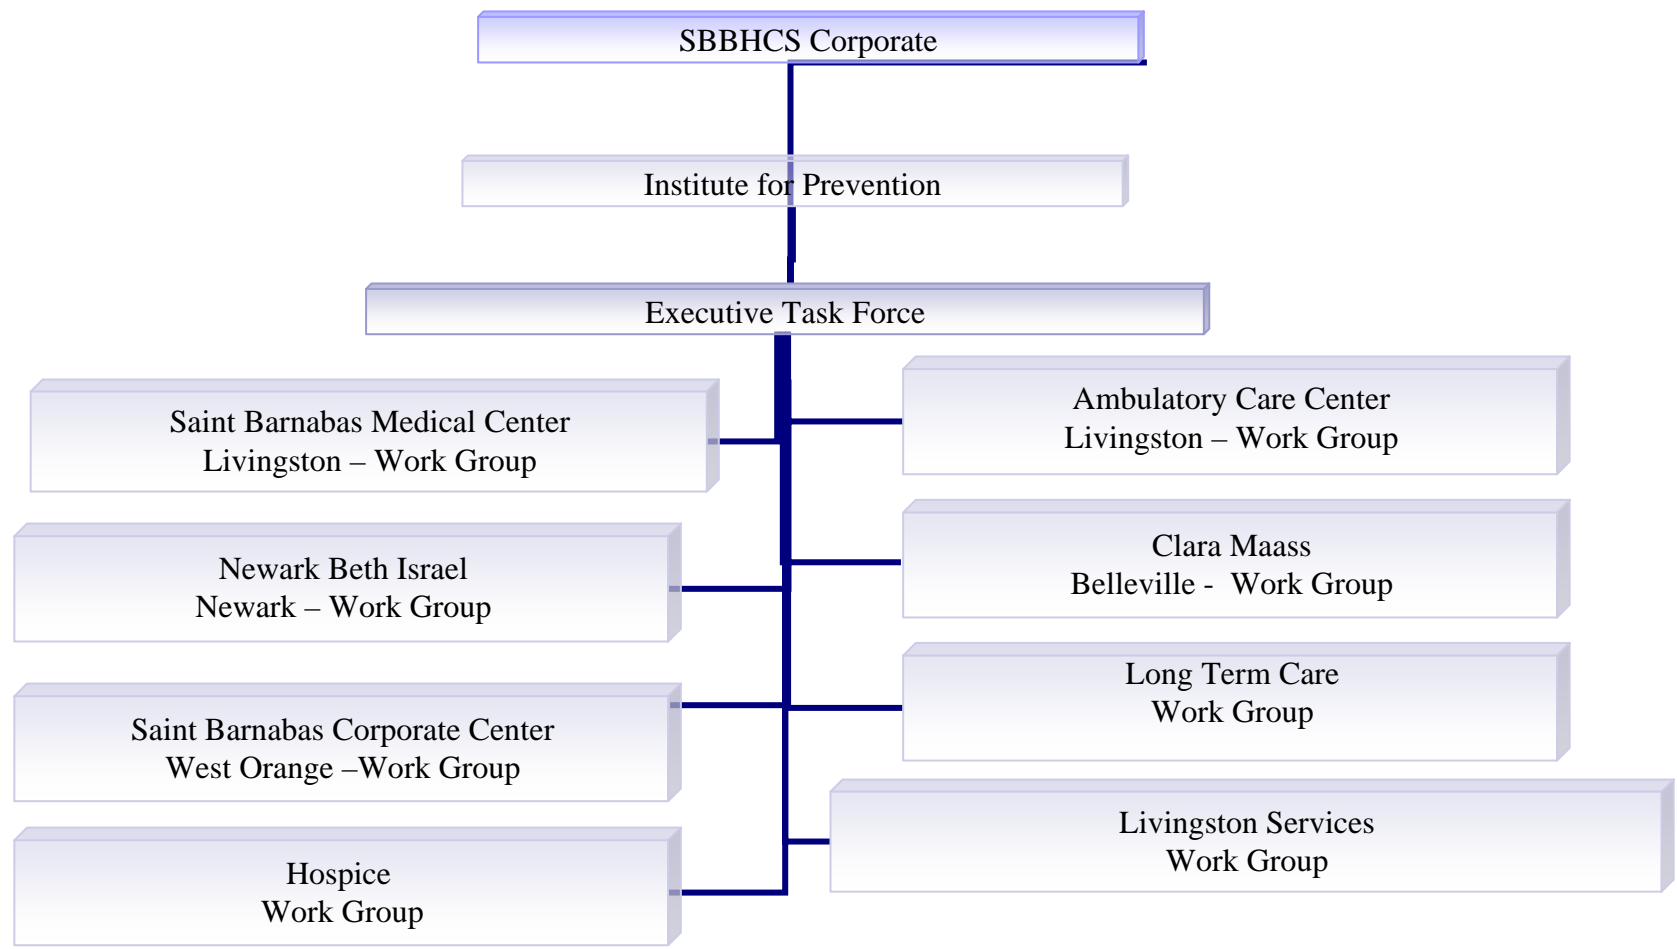 SBBHCS Corporate
Institute for Prevention
Executive Task Force
Saint Barnabas Medical Center
Livingston – Work Group
Ambulatory Care Center
Livingston – Work Group
Newark Beth Israel
Newark – Work Group
Clara Maass
Belleville - Work Group
Saint Barnabas Corporate Center
West Orange –Work Group
Long Term Care
Work Group
Hospice
Work Group
Livingston Services
Work Group